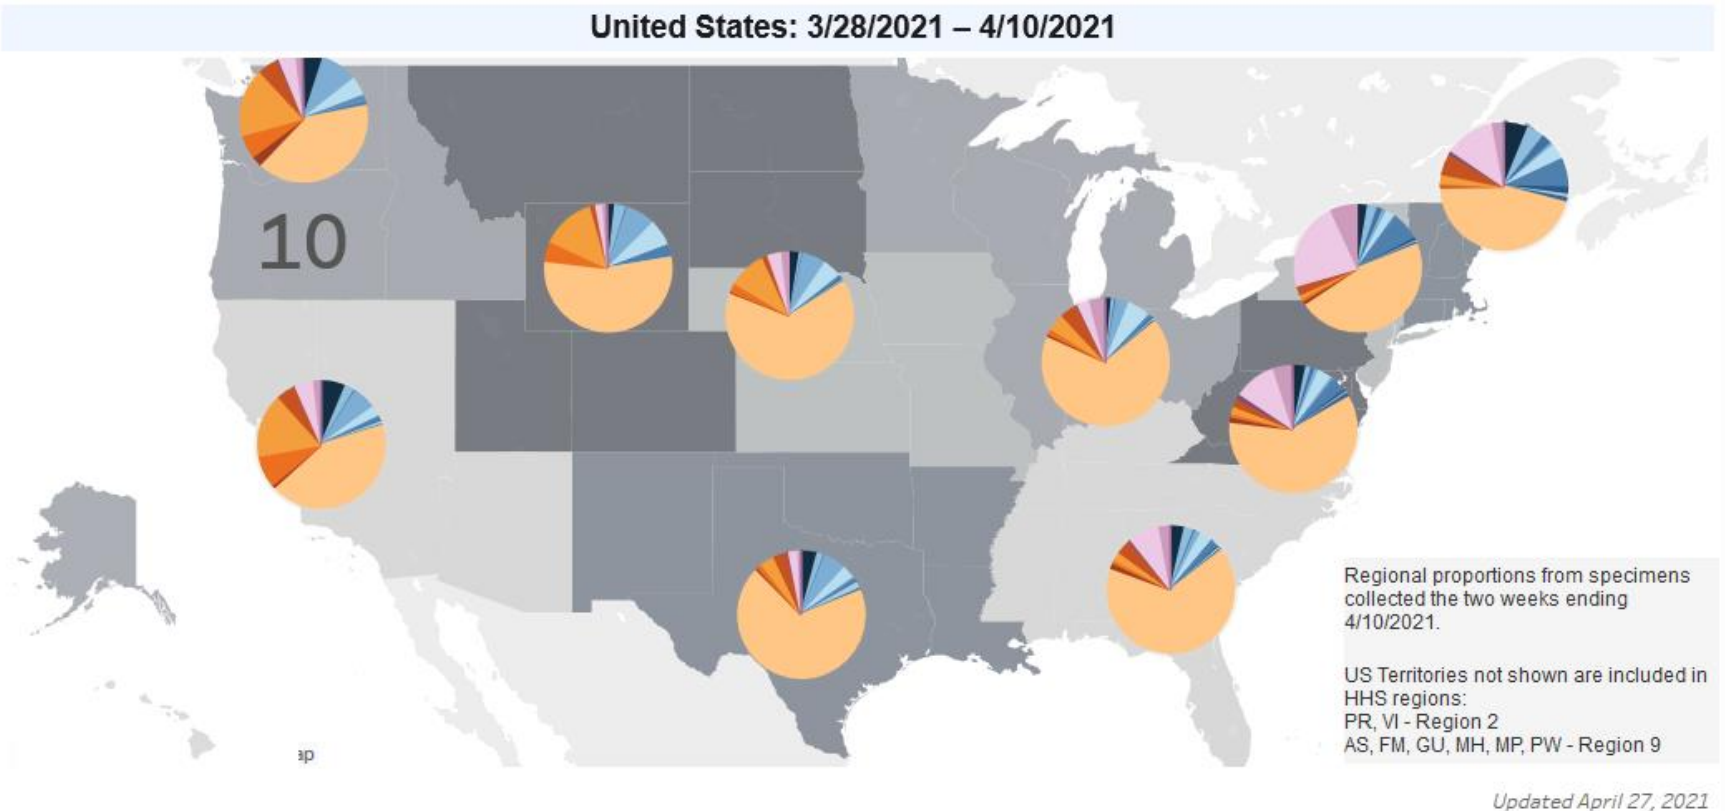 United States: 3/28/2021 – 4/10/2021
10
Regional proportions from specimens
collected the two weeks ending
4/10/2021.
US Territories not shown are included in
HHS regions:
PR, VI - Region 2
AS, FM, GU, MH, MP, PW - Region 9
ap
Updated April 27, 2021